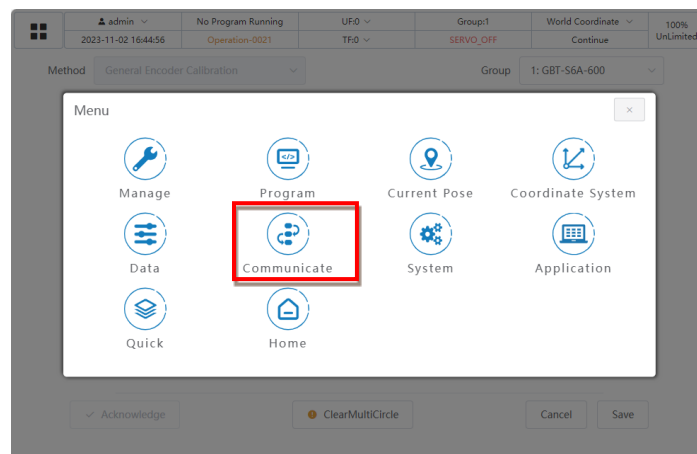 admin No Program Running UF:0 Group:1 World Coordinate 100%
2023-11-02 16:44:56 Operation-0021 TF:0 SERVO_OFF Continue UnLimited
Method General Encoder Calibration Group 1: GBT-S6A-600
Menu ×
Manage Program Current Pose Coordinate System
Data Communicate System Application
Quick Home
Acknowledge ClearMultiCircle Cancel Save